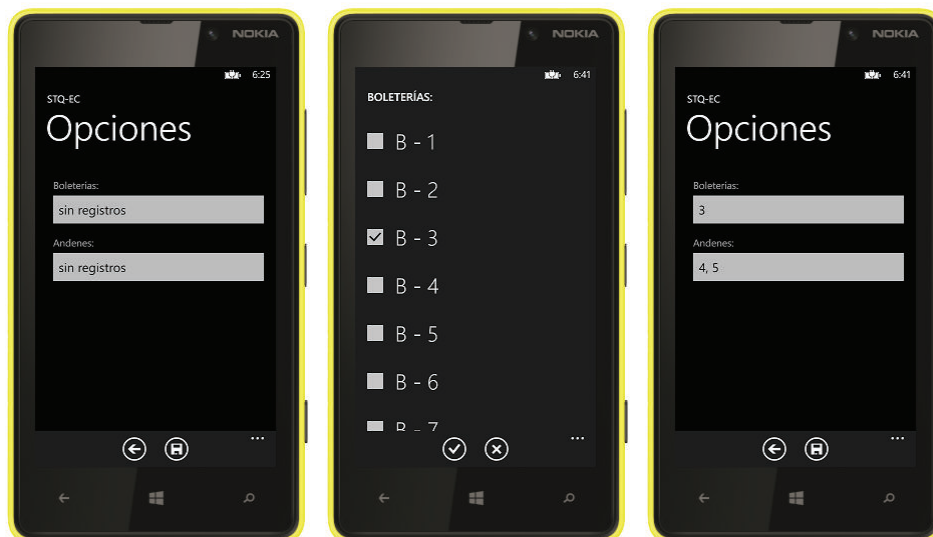 NOKIA
6:25
STQ-EC
Opciones
Boleterías:
sin registros
Andenes:
sin registros
NOKIA
6:41
BOLETERÍAS:
B - 1
B - 2
B - 3
B - 4
B - 5
B - 6
B - 7
NOKIA
6:41
STQ-EC
Opciones
Boleterías:
3
Andenes:
4, 5